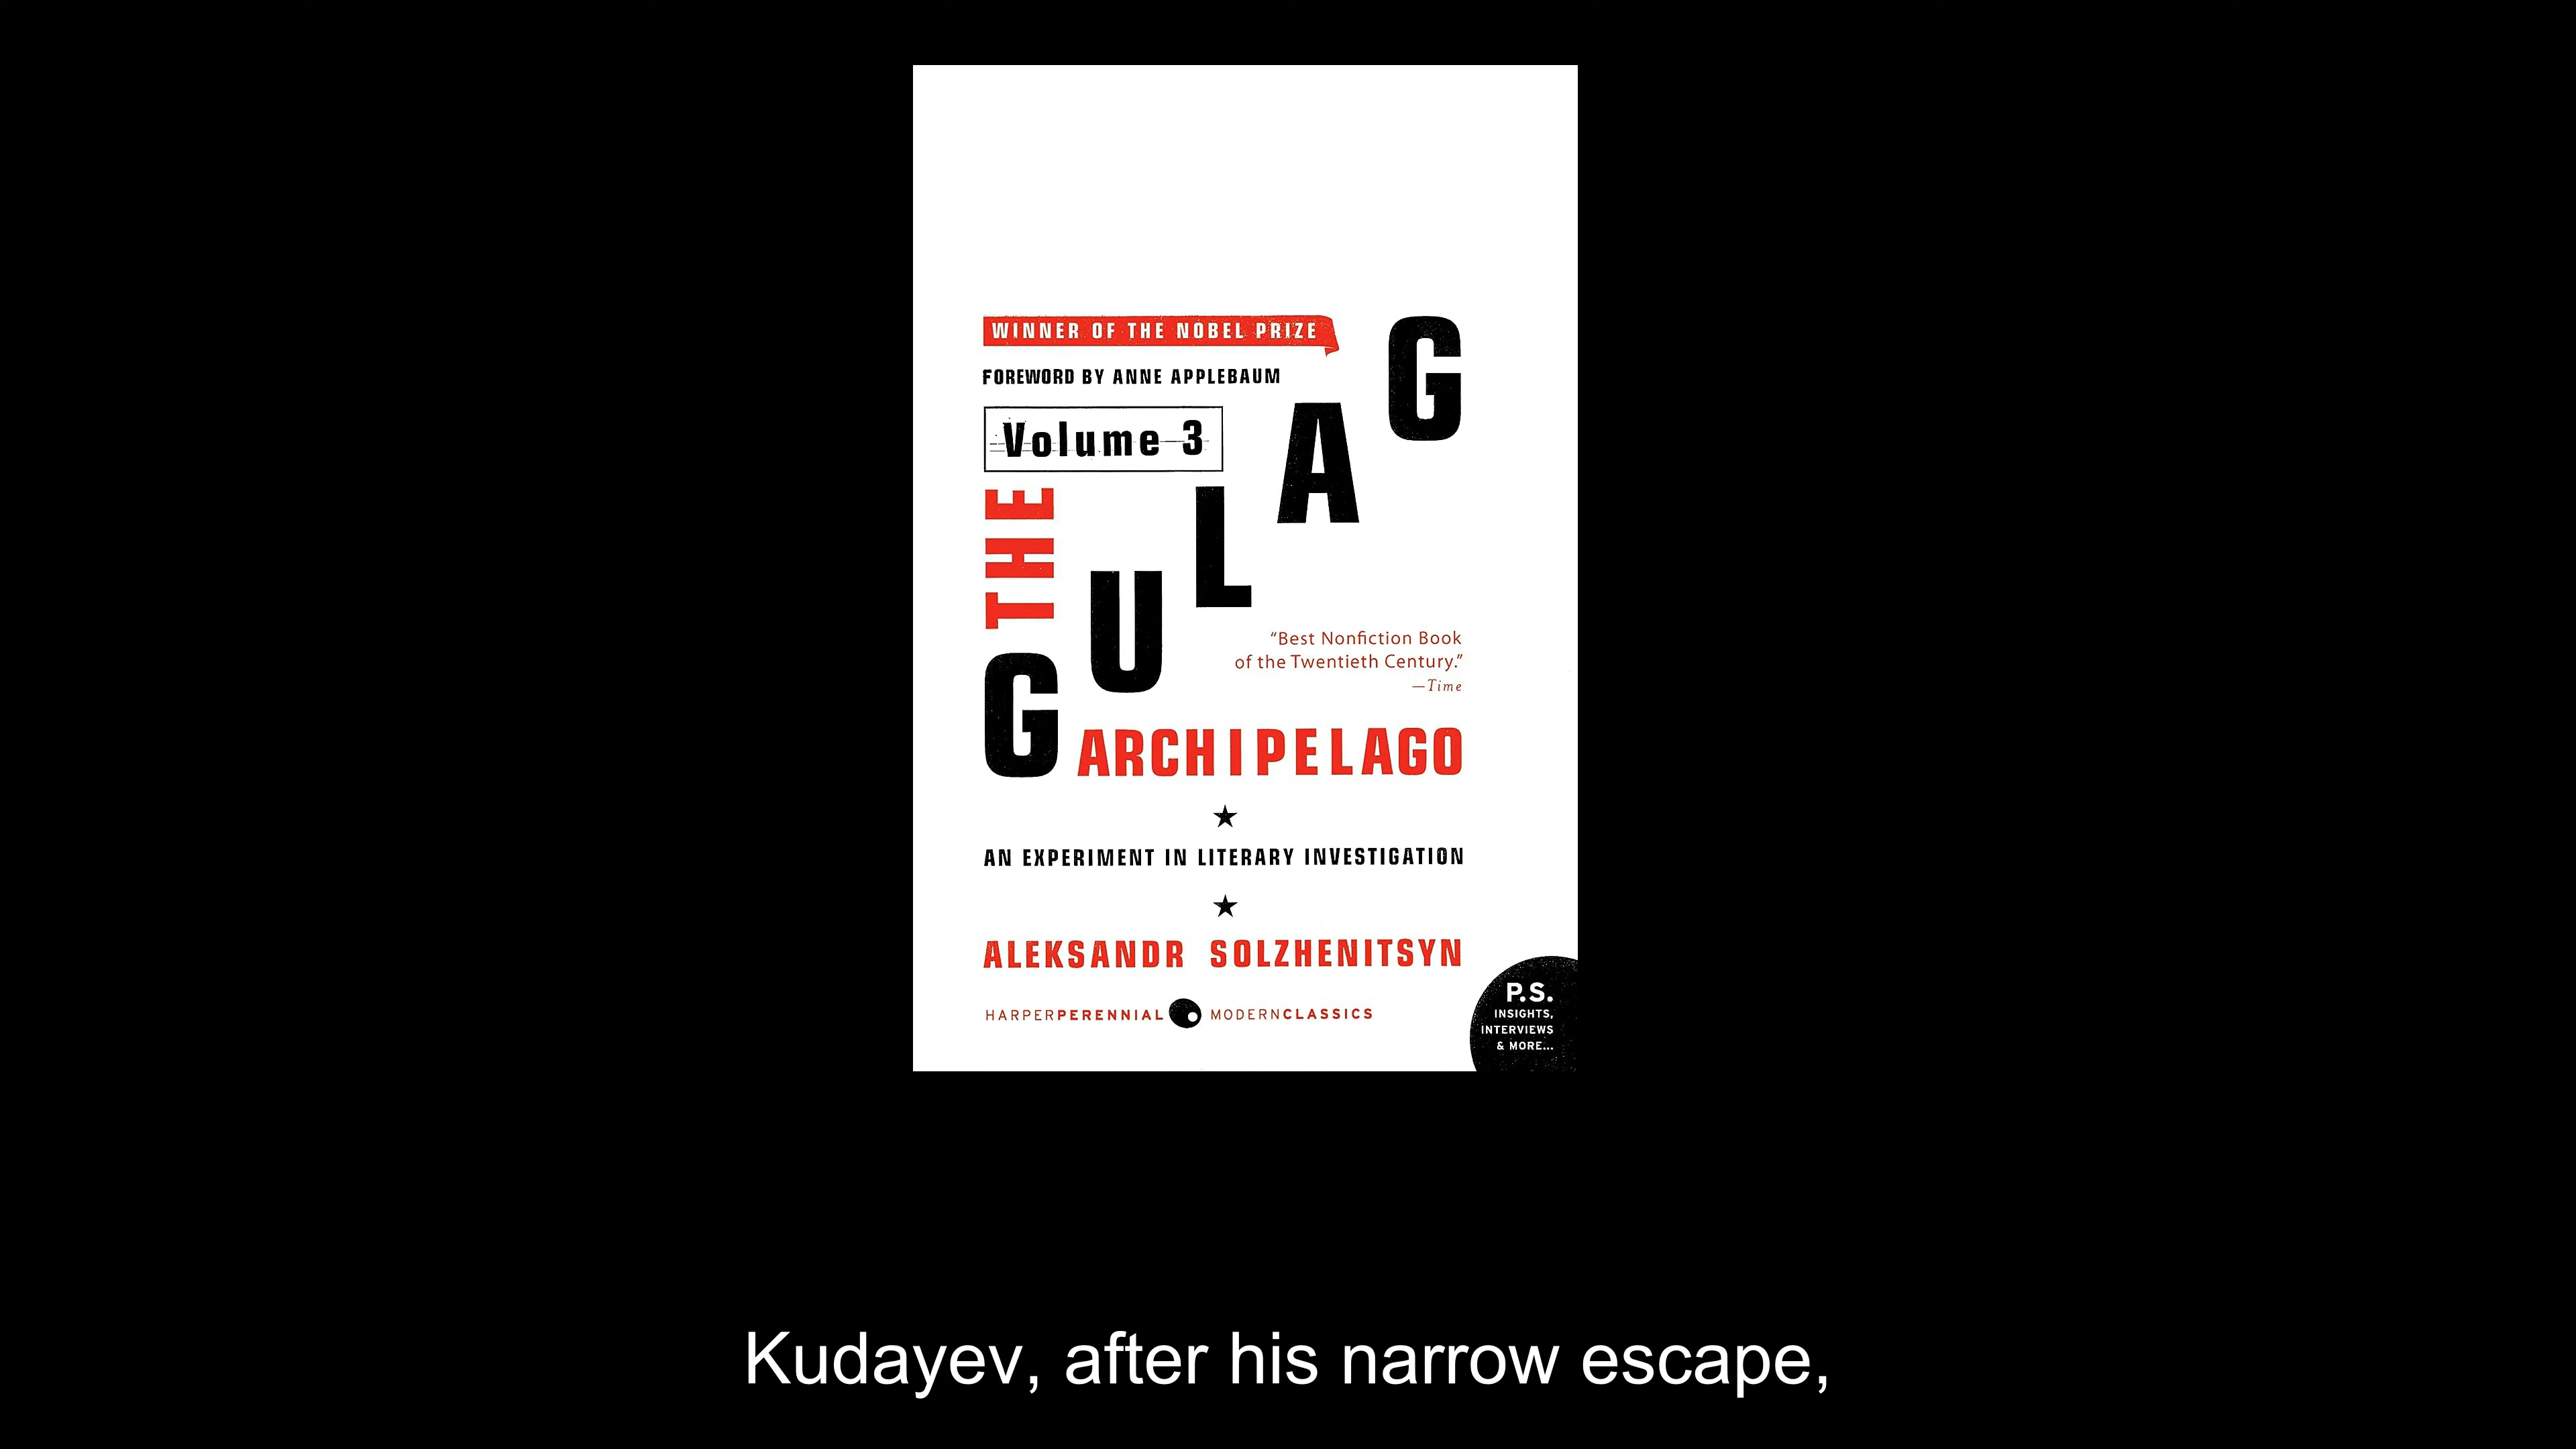 WINNER OF THE NOBEL PRIZE
FOREWORD BY ANNE APPLEBAUM
Volume 3
THE
GULAG
"Best Nonfiction Book
of the Twentieth Century."
—Time
ARCHIPELAGO
AN EXPERIMENT IN LITERARY INVESTIGATION
ALEKSANDR SOLZHENITSYN
HARPERPERENNIAL MODERNCLASSICS
P.S.
INSIGHTS,
INTERVIEWS
& MORE...
Kudayev, after his narrow escape,